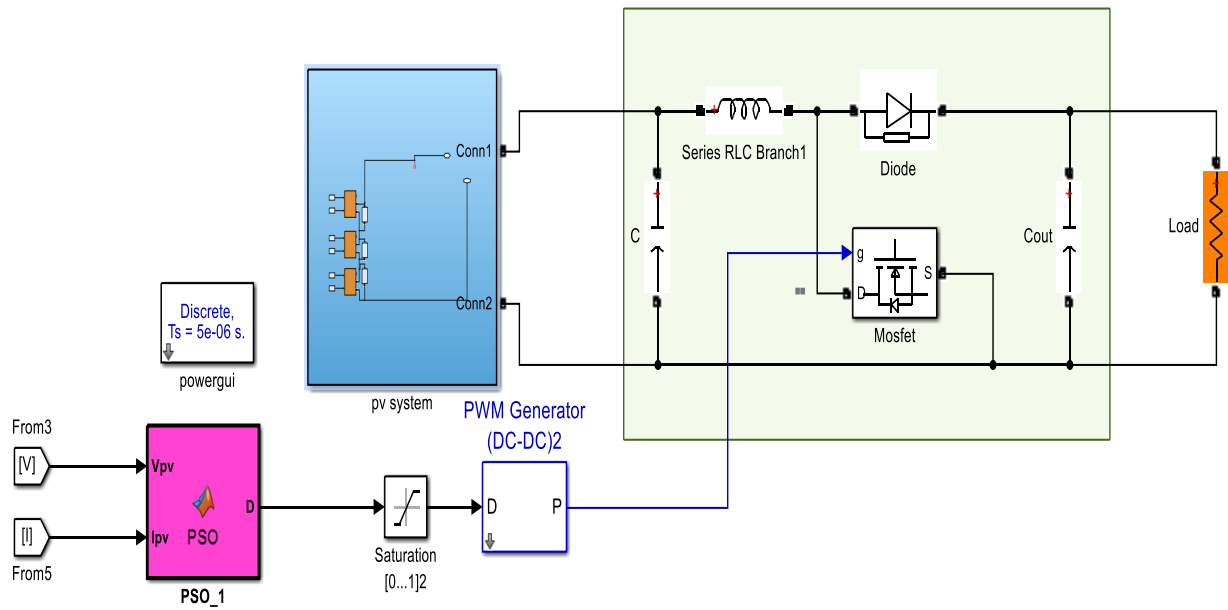 Conn1
Conn2
pv system
Series RLC Branch1
Diode
C
Cout
Load
g
D
S
Mosfet
Discrete,
Ts = 5e-06 s.
powergui
From3
[V]
[I]
From5
Vpv
Ipv
D
PSO
PSO_1
Saturation
[0...1]2
PWM Generator
(DC-DC)2
D
P